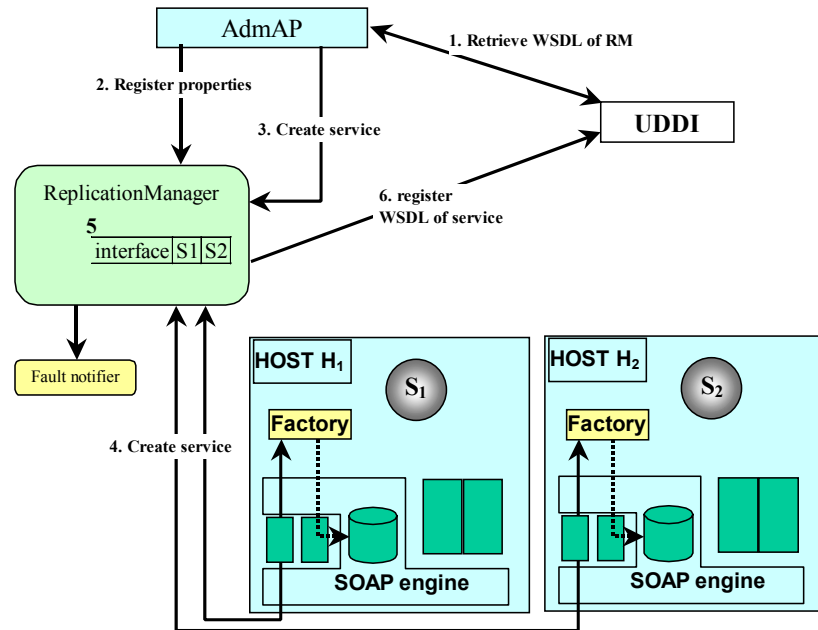 AdmAP
1. Retrieve WSDL of RM
2. Register properties
3. Create service
UDDI
ReplicationManager
5
interface S1 S2
6. register
WSDL of service
Fault notifier
HOST H1
S1
Factory
SOAP engine
HOST H2
S2
Factory
SOAP engine
4. Create service